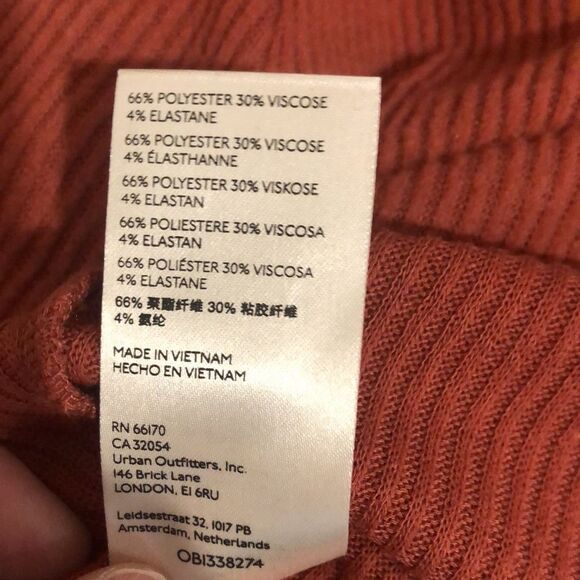 66% POLYESTER 30% VISCOSE
4% ELASTANE
66% POLYESTER 30% VISCOSE
4% ÉLASTHANNE
66% POLYESTER 30% VISKOSE
4% ELASTAN
66% POLIESTERE 30% VISCOSA
4% ELASTAN
66% POLIÉSTER 30% VISCOSA
4% ELASTANE
66% 聚酯纤维 30% 粘胶纤维
4% 氨纶
MADE IN VIETNAM
HECHO EN VIETNAM
RN 66170
CA 32054
Urban Outfitters, Inc.
146 Brick Lane
LONDON, E1 6RU
Leidsestraat 32, 1017 PB
Amsterdam, Netherlands
OB1338274